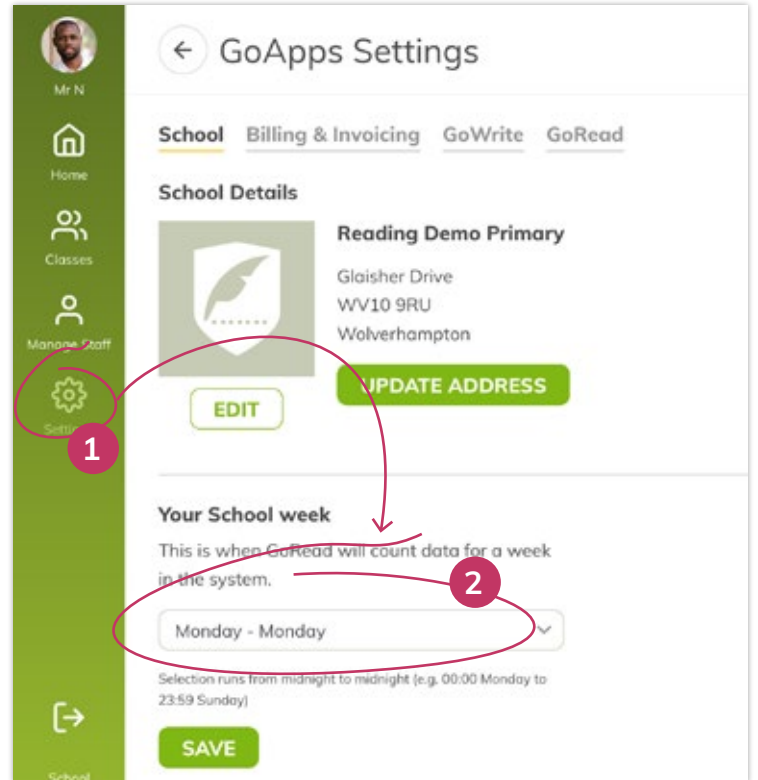 Mr N
Home
Classes
Manage Staff
1
GoApps Settings
School Billing & Invoicing GoWrite GoRead
School Details
Reading Demo Primary
Glaisher Drive
WV10 9RU
Wolverhampton
UPDATE ADDRESS
EDIT
Your School week
This is when GoRead will count data for a week
in the system.
2
Monday - Monday
Selection runs from midnight to midnight (e.g. 00:00 Monday to
23:59 Sunday)
SAVE
School